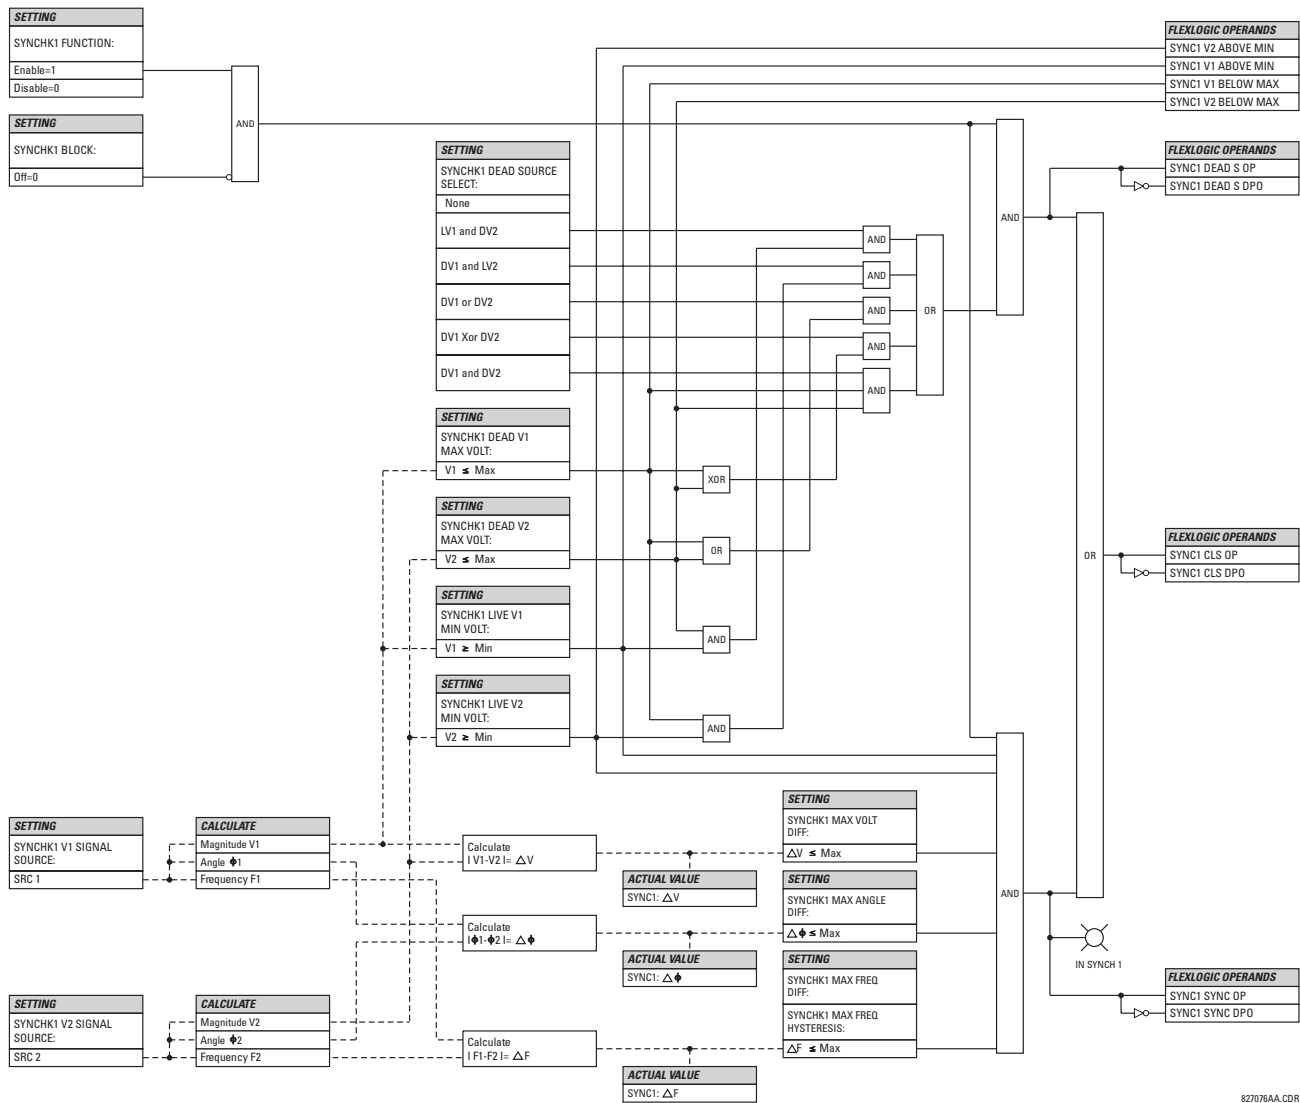 SETTING
SYNCHK1 FUNCTION:
Enable=1
Disable=0
SETTING
SYNCHK1 BLOCK:
Off=0
AND
SETTING
SYNCHK1 DEAD SOURCE
SELECT:
None
LV1 and DV2
DV1 and LV2
DV1 or DV2
DV1 Xor DV2
DV1 and DV2
SETTING
SYNCHK1 DEAD V1
MAX VOLT:
V1 ≤ Max
SETTING
SYNCHK1 DEAD V2
MAX VOLT:
V2 ≤ Max
SETTING
SYNCHK1 LIVE V1
MIN VOLT:
V1 ≥ Min
SETTING
SYNCHK1 LIVE V2
MIN VOLT:
V2 ≥ Min
AND
AND
AND
AND
AND
OR
XOR
OR
AND
AND
AND
OR
AND
FLEXLOGIC OPERANDS
SYNC1 V2 ABOVE MIN
SYNC1 V1 ABOVE MIN
SYNC1 V1 BELOW MAX
SYNC1 V2 BELOW MAX
FLEXLOGIC OPERANDS
SYNC1 DEAD S OP
SYNC1 DEAD S DPO
FLEXLOGIC OPERANDS
SYNC1 CLS OP
SYNC1 CLS DPO
SETTING
SYNCHK1 V1 SIGNAL
SOURCE:
SRC 1
CALCULATE
Magnitude V1
Angle ϕ1
Frequency F1
SETTING
SYNCHK1 V2 SIGNAL
SOURCE:
SRC 2
CALCULATE
Magnitude V2
Angle ϕ2
Frequency F2
Calculate
I V1-V2 I= △V
Calculate
I ϕ1-ϕ2 I= △ϕ
Calculate
I F1-F2 I= △F
ACTUAL VALUE
SYNC1: △V
ACTUAL VALUE
SYNC1: △ϕ
ACTUAL VALUE
SYNC1: △F
SETTING
SYNCHK1 MAX VOLT
DIFF:
△V ≤ Max
SETTING
SYNCHK1 MAX ANGLE
DIFF:
△ϕ ≤ Max
SETTING
SYNCHK1 MAX FREQ
DIFF:
SYNCHK1 MAX FREQ
HYSTERESIS:
△F ≤ Max
IN SYNCH 1
FLEXLOGIC OPERANDS
SYNC1 SYNC OP
SYNC1 SYNC DPO
827076AA.CDR